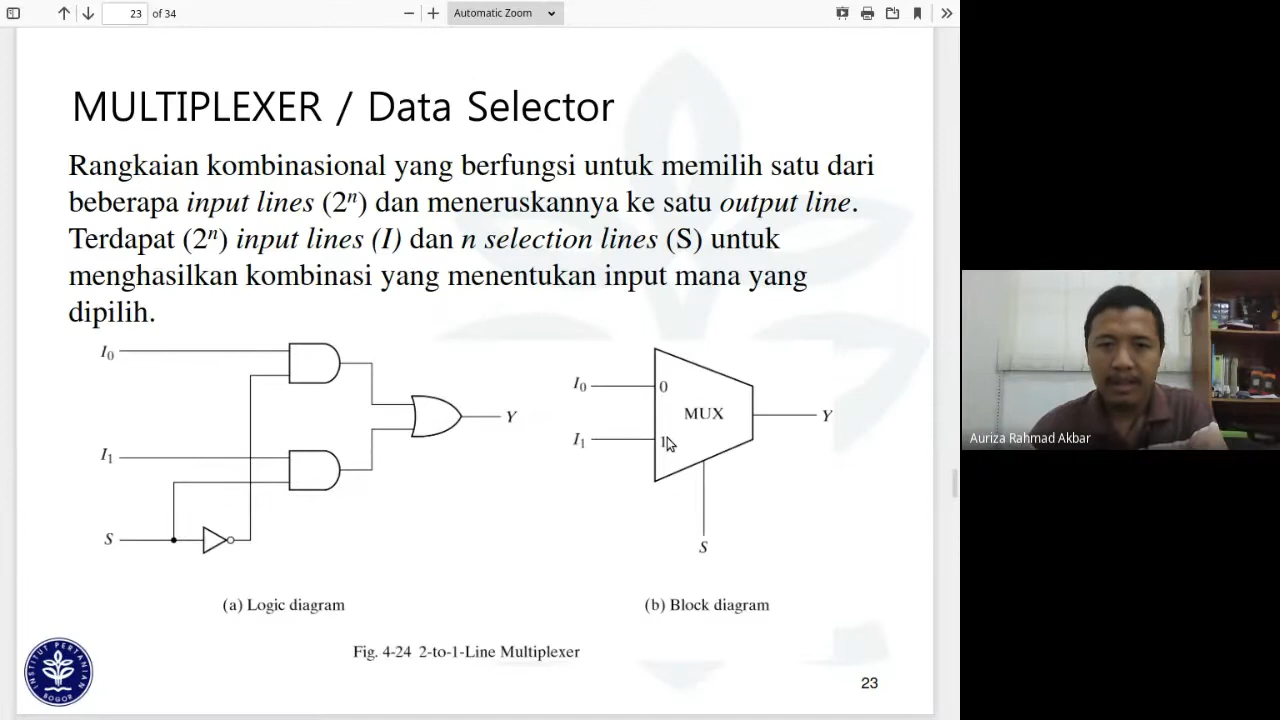 23 of 34 Automatic Zoom
MULTIPLEXER / Data Selector
Rangkaian kombinasional yang berfungsi untuk memilih satu dari
beberapa input lines (2ⁿ) dan meneruskannya ke satu output line.
Terdapat (2ⁿ) input lines (I) dan n selection lines (S) untuk
menghasilkan kombinasi yang menentukan input mana yang
dipilih.
I₀
I₁
S
Y
(a) Logic diagram
I₀ 0
MUX
I₁ 1
Y
S
(b) Block diagram
Fig. 4-24 2-to-1-Line Multiplexer
INSTITUT PERTANIAN
BOGOR
23
Auriza Rahmad Akbar